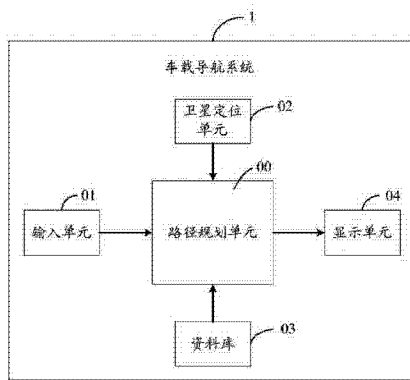 1
车载导航系统
卫星定位
单元
02
00
01
输入单元
路径规划单元
04
显示单元
资料库
03